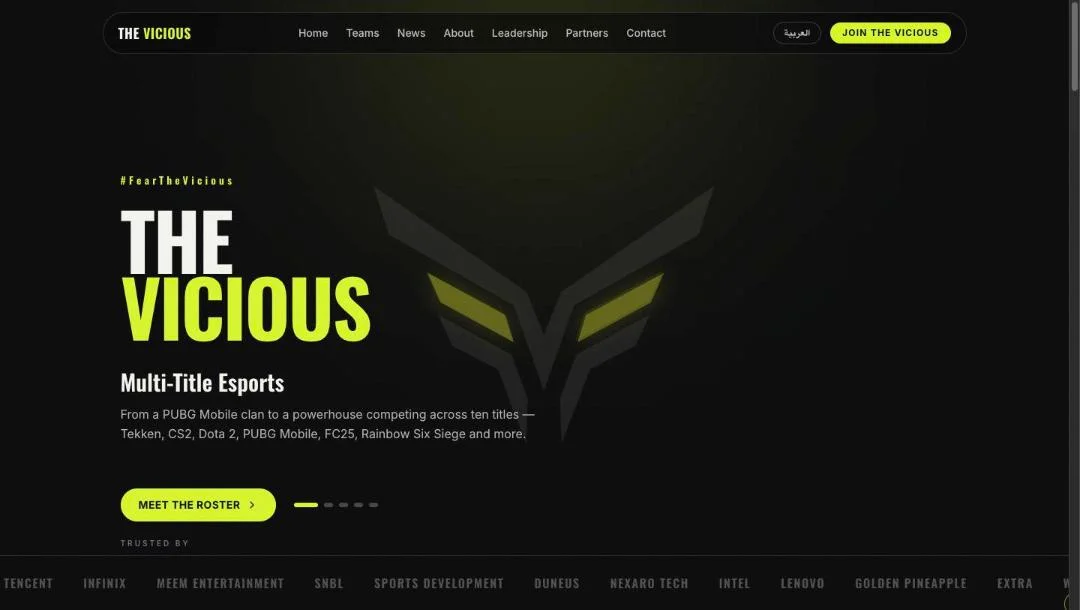 THE VICIOUS
Home Teams News About Leadership Partners Contact
العربية
JOIN THE VICIOUS
#FearTheVicious
THE
VICIOUS
Multi-Title Esports
From a PUBG Mobile clan to a powerhouse competing across ten titles —
Tekken, CS2, Dota 2, PUBG Mobile, FC25, Rainbow Six Siege and more.
MEET THE ROSTER
TRUSTED BY
TENCENT INFINIX MEEM ENTERTAINMENT SNBL SPORTS DEVELOPMENT DUNEUS NEXARO TECH INTEL LENOVO GOLDEN PINEAPPLE EXTRA